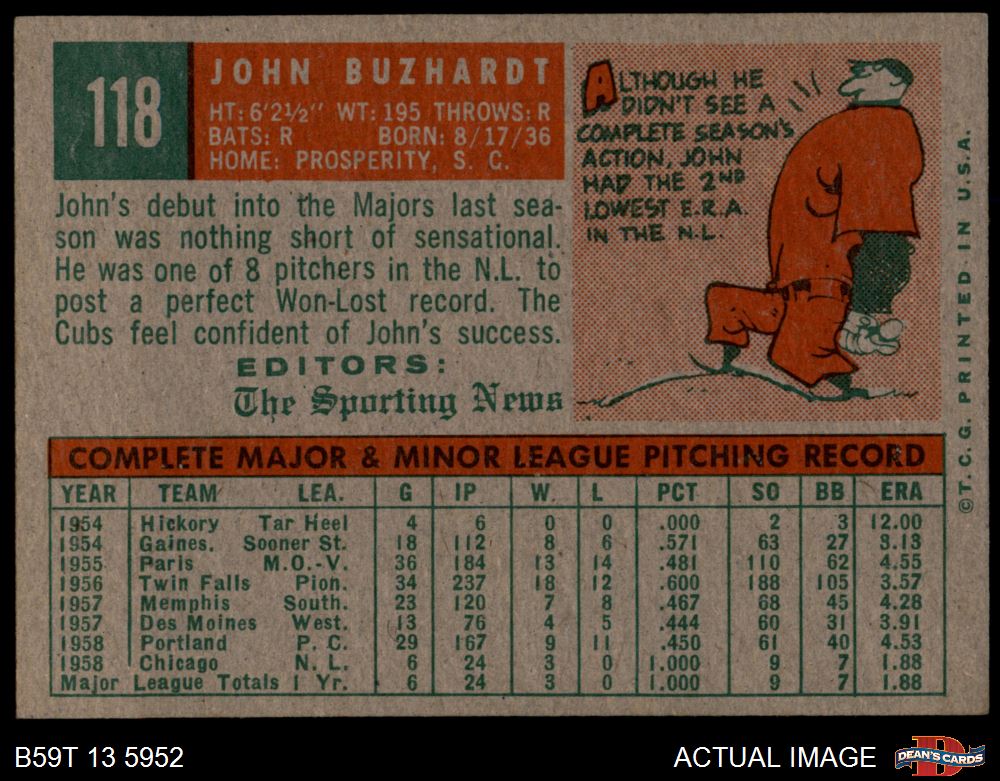 118
JOHN BUZHARDT
HT: 6'2½" WT: 195 THROWS: R
BATS: R BORN: 8/17/36
HOME: PROSPERITY, S. C.
John's debut into the Majors last sea-
son was nothing short of sensational.
He was one of 8 pitchers in the N.L. to
post a perfect Won-Lost record. The
Cubs feel confident of John's success.
EDITORS:
The Sporting News
ALTHOUGH HE
DIDN'T SEE A
COMPLETE SEASON'S
ACTION, JOHN
HAD THE 2ND
LOWEST E.R.A.
IN THE N.L.
©T.C.G. PRINTED IN U.S.A.
COMPLETE MAJOR & MINOR LEAGUE PITCHING RECORD
YEAR TEAM LEA. G IP W. L PCT SO BB ERA
1954 Hickory Tar Heel 4 6 0 0 .000 2 3 12.00
1954 Gaines. Sooner St. 18 112 8 6 .571 63 27 3.13
1955 Paris M.O.-V. 36 184 13 14 .481 110 62 4.55
1956 Twin Falls Pion. 34 237 18 12 .600 188 105 3.57
1957 Memphis South. 23 120 7 8 .467 68 45 4.28
1957 Des Moines West. 13 76 4 5 .444 60 31 3.91
1958 Portland P. C. 29 167 9 11 .450 61 40 4.53
1958 Chicago N. L. 6 24 3 0 1.000 9 7 1.88
Major League Totals 1 Yr. 6 24 3 0 1.000 9 7 1.88
B59T 13 5952
ACTUAL IMAGE
D
DEAN'S CARDS